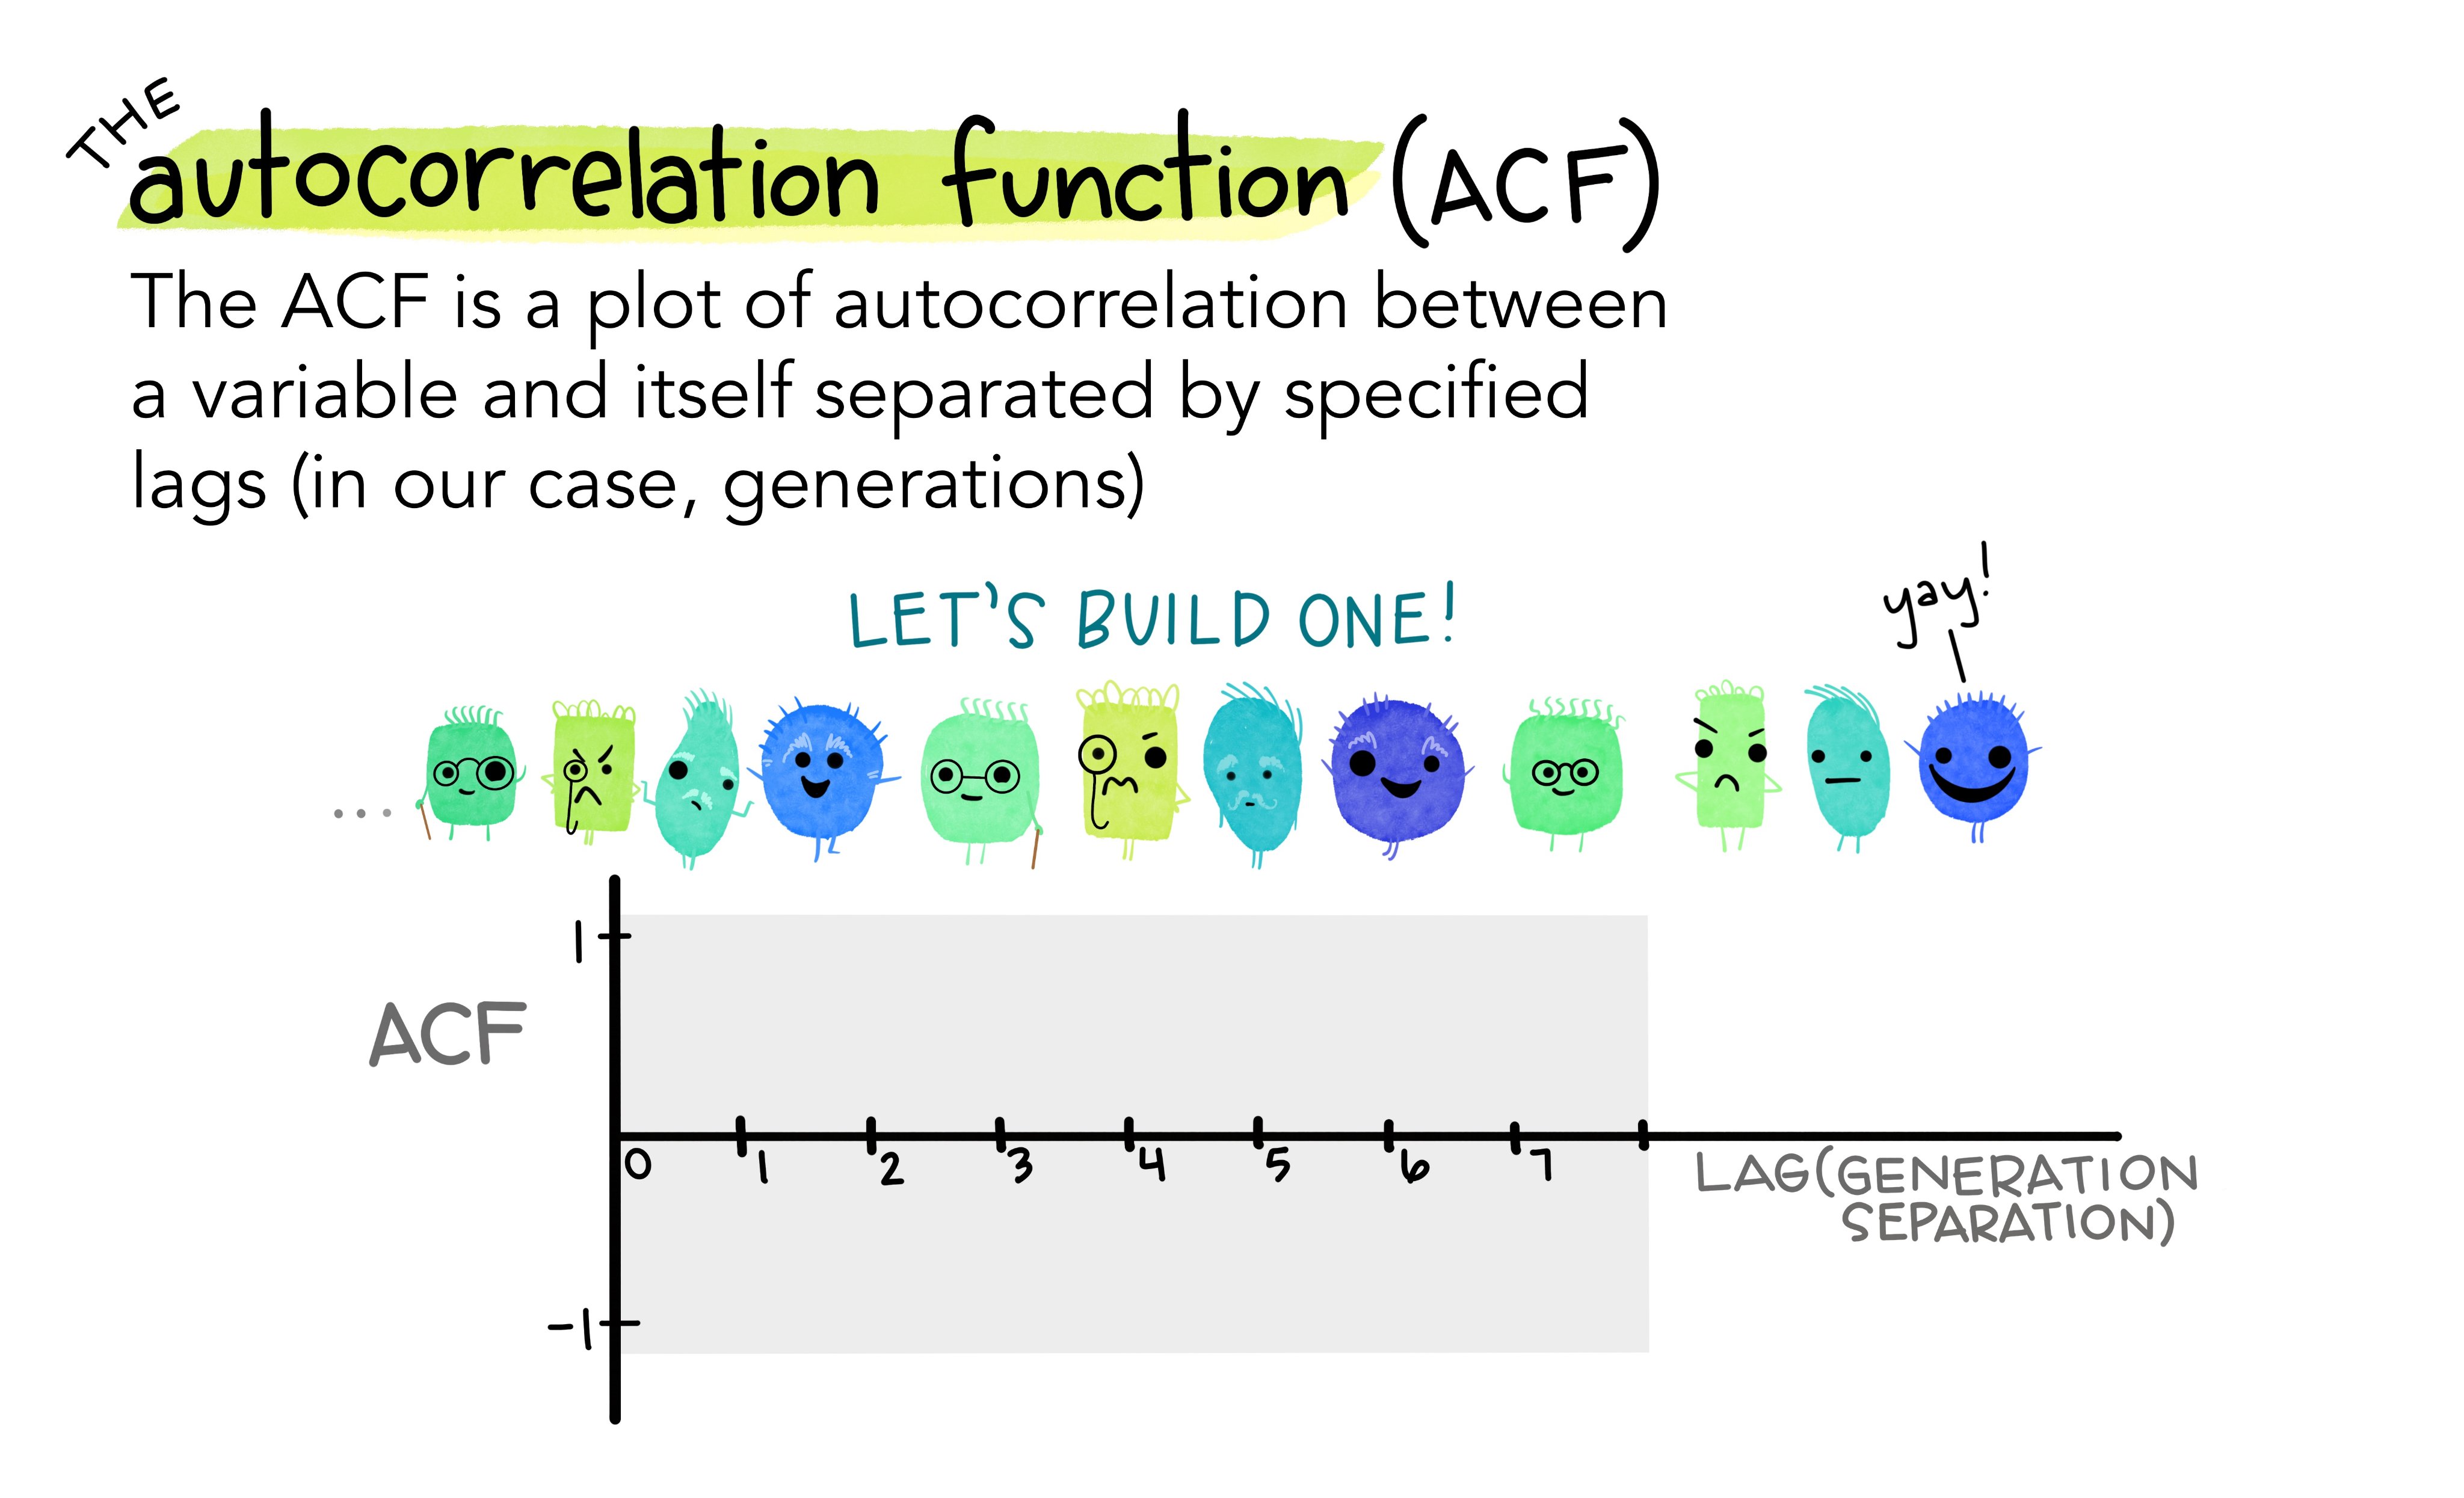 THE
autocorrelation function (ACF)
The ACF is a plot of autocorrelation between
a variable and itself separated by specified
lags (in our case, generations)
LET'S BUILD ONE!
yay!
...
1
ACF
0 1 2 3 4 5 6 7
LAG (GENERATION
SEPARATION)
-1